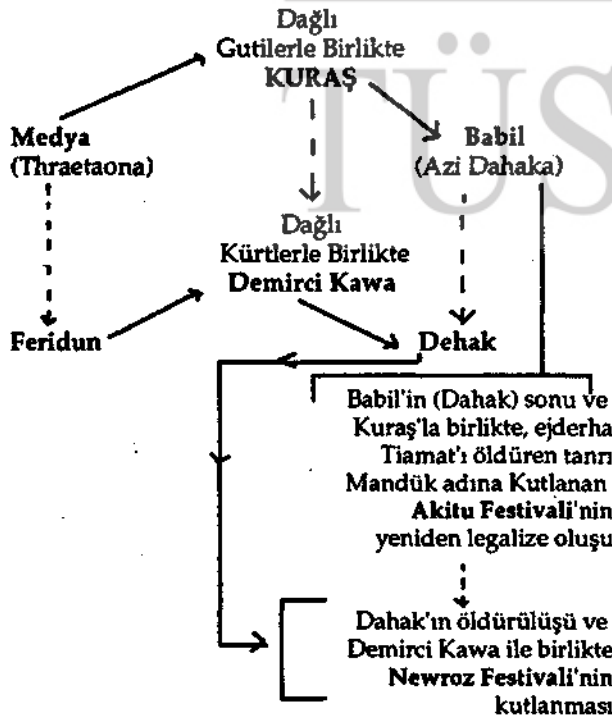 Dağlı
Gutilerle Birlikte
KURAŞ
TÜS
Medya
(Thraetaona)
Babil
(Azi Dahaka)
Dağlı
Kürtlerle Birlikte
Demirci Kawa
Feridun
Dehak
Babil'in (Dahak) sonu ve
Kuraş'la birlikte, ejderha
Tiamat'ı öldüren tanrı
Mandük adına Kutlanan
Akitu Festivali'nin
yeniden legalize oluşu
Dahak'ın öldürülüşü ve
Demirci Kawa ile birlikte
Newroz Festivali'nin
kutlanması